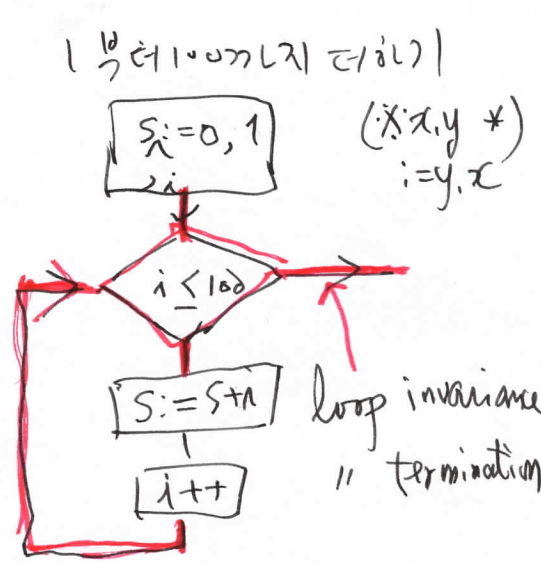 1부터 100까지 더하기
S, i := 0, 1
(* x, y *)
:= y, x
i ≤ 100
S := S+i
i++
loop invariance
〃 termination